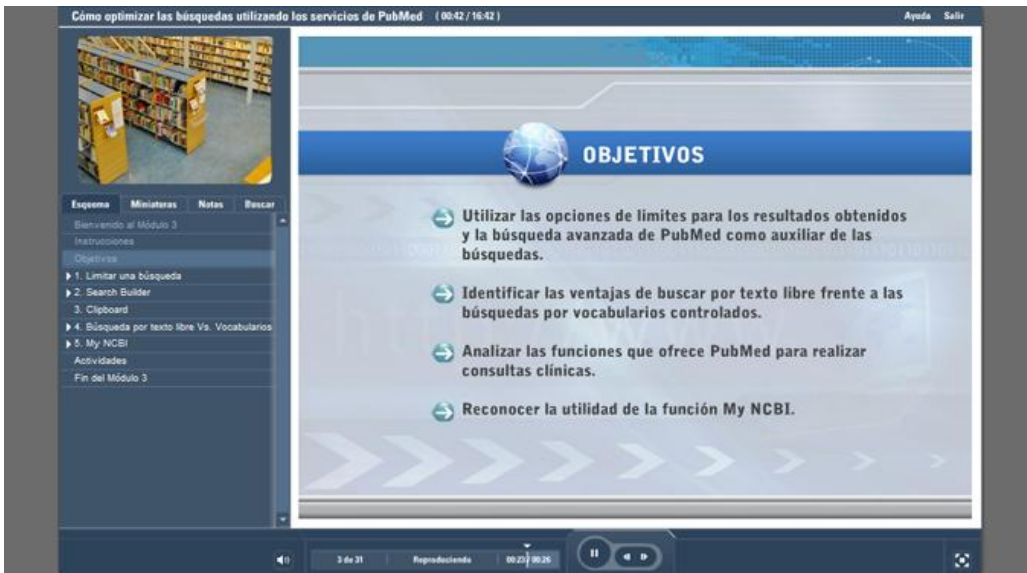 Cómo optimizar las búsquedas utilizando los servicios de PubMed ( 00:42 / 16:42 )
Ayuda Salir
Esquema Miniaturas Notas Buscar
Bienvenido al Módulo 3
Instrucciones
Objetivos
1. Limitar una búsqueda
2. Search Builder
3. Clipboard
4. Búsqueda por texto libre Vs. Vocabularios
5. My NCBI
Actividades
Fin del Módulo 3
OBJETIVOS
Utilizar las opciones de limites para los resultados obtenidos
y la búsqueda avanzada de PubMed como auxiliar de las
búsquedas.
Identificar las ventajas de buscar por texto libre frente a las
búsquedas por vocabularios controlados.
Analizar las funciones que ofrece PubMed para realizar
consultas clínicas.
Reconocer la utilidad de la función My NCBI.
3 de 31 Reproduciendo 00:23 / 00:26